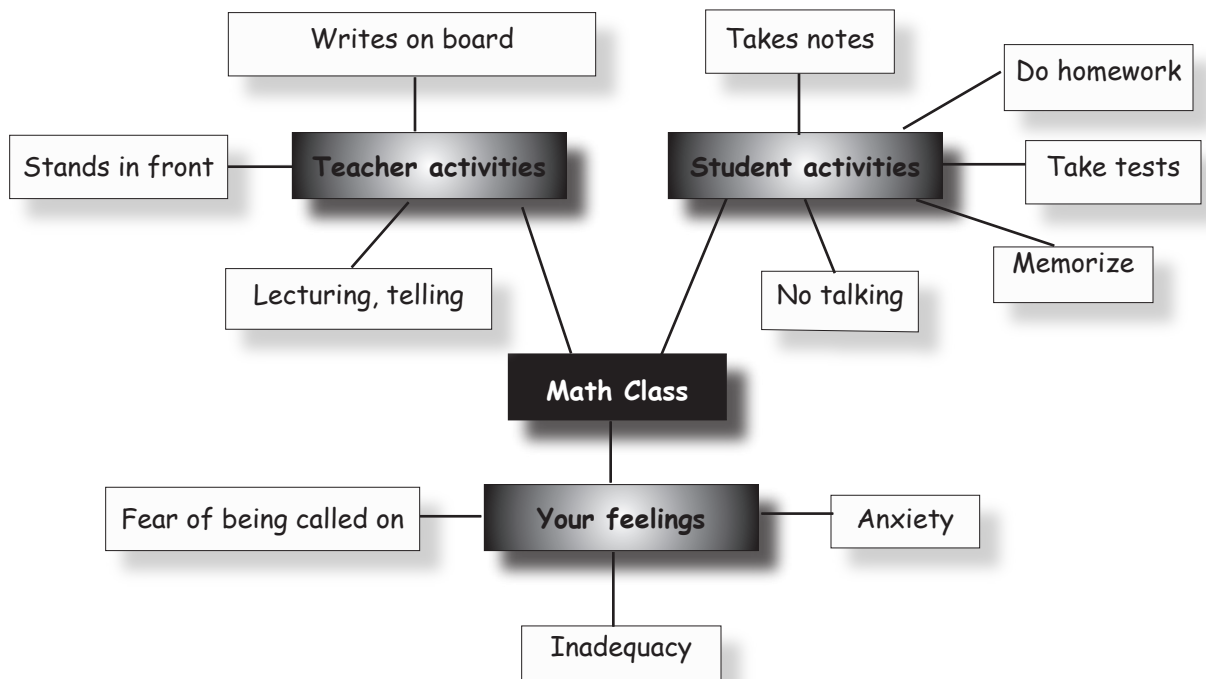 Writes on board
Takes notes
Do homework
Stands in front
Teacher activities
Student activities
Take tests
Lecturing, telling
No talking
Memorize
Math Class
Fear of being called on
Your feelings
Anxiety
Inadequacy